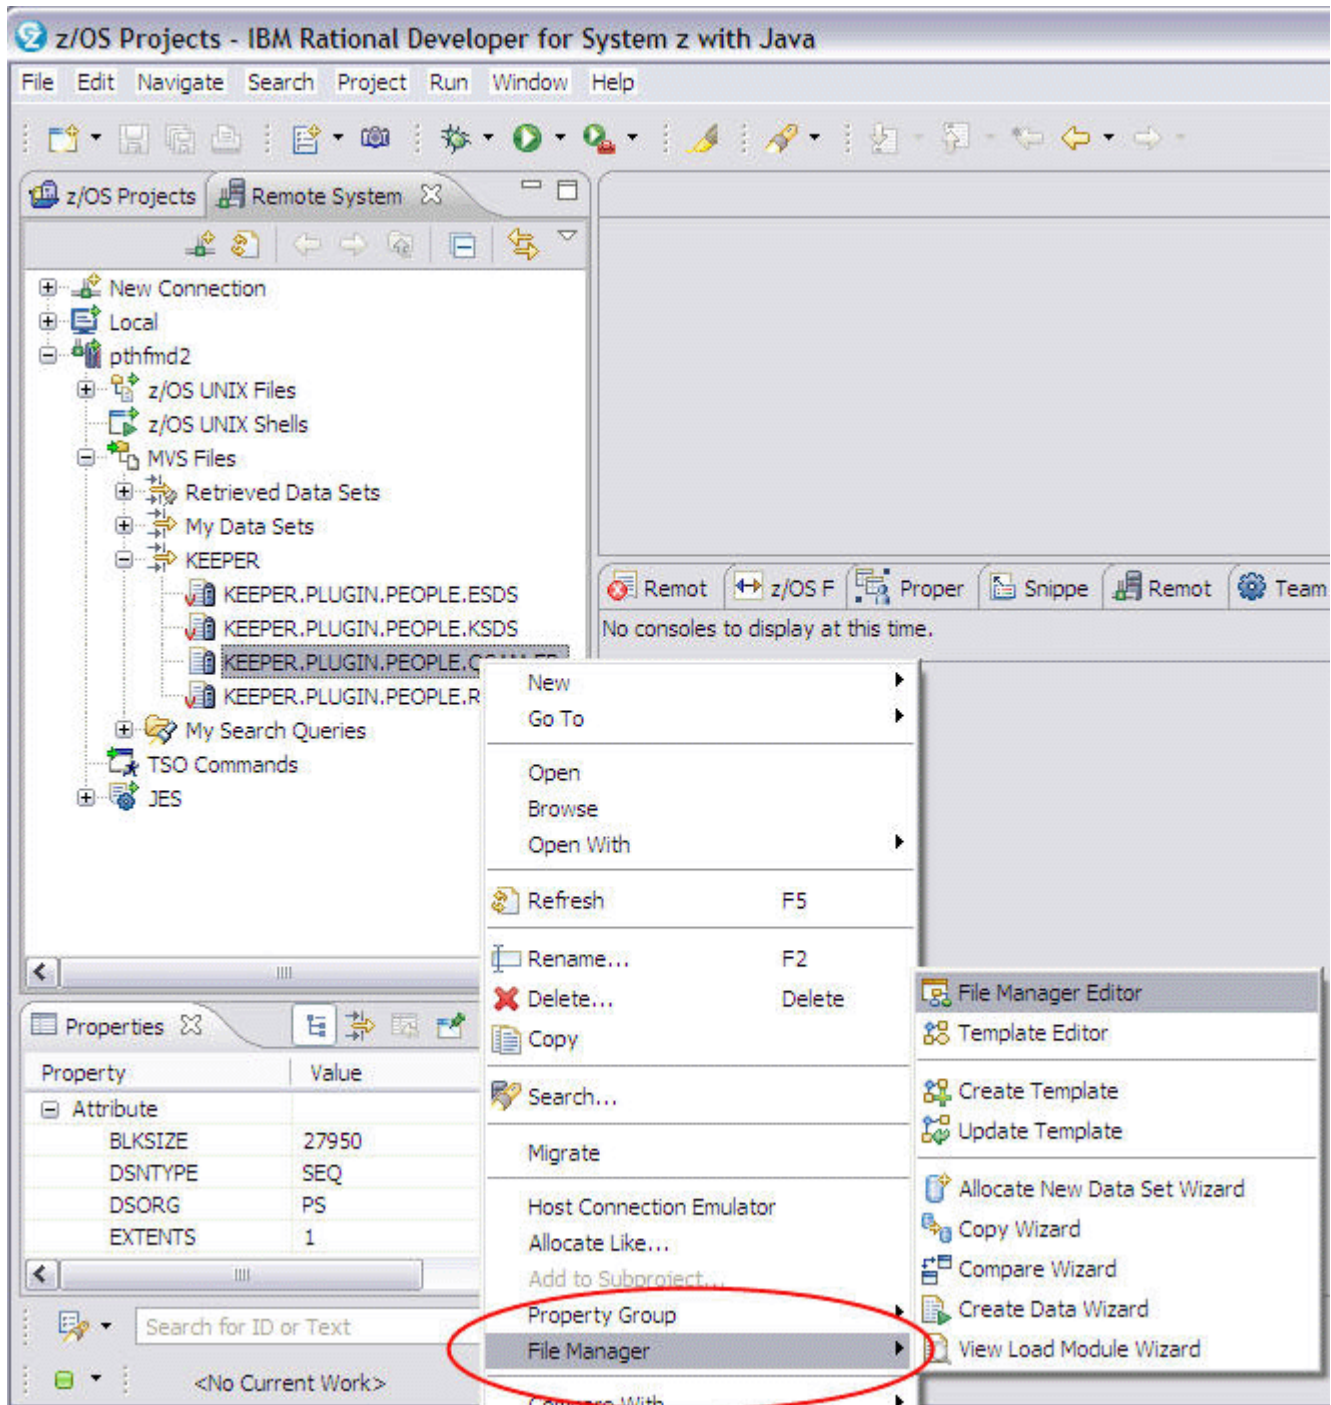 z/OS Projects - IBM Rational Developer for System z with Java
File Edit Navigate Search Project Run Window Help
z/OS Projects Remote System
New Connection
Local
pthfmd2
z/OS UNIX Files
z/OS UNIX Shells
MVS Files
Retrieved Data Sets
My Data Sets
KEEPER
KEEPER.PLUGIN.PEOPLE.ESDS
KEEPER.PLUGIN.PEOPLE.KSDS
KEEPER.PLUGIN.PEOPLE.
KEEPER.PLUGIN.PEOPLE.R
My Search Queries
TSO Commands
JES
Remot z/OS F Proper Snippe Remot Team
No consoles to display at this time.
New
Go To
Open
Browse
Open With
Refresh F5
Rename... F2
Delete... Delete
Copy
Search...
Migrate
Host Connection Emulator
Allocate Like...
Add to Subproject...
Property Group
File Manager
Compare With
File Manager Editor
Template Editor
Create Template
Update Template
Allocate New Data Set Wizard
Copy Wizard
Compare Wizard
Create Data Wizard
View Load Module Wizard
Properties
Property Value
Attribute
BLKSIZE 27950
DSNTYPE SEQ
DSORG PS
EXTENTS 1
Search for ID or Text
<No Current Work>